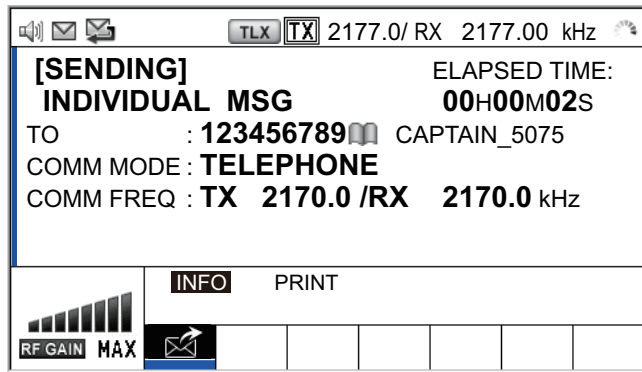 TLX TX 2177.0/ RX 2177.00 kHz
[SENDING] ELAPSED TIME:
INDIVIDUAL MSG 00H00M02S
TO : 123456789 CAPTAIN_5075
COMM MODE : TELEPHONE
COMM FREQ : TX 2170.0 /RX 2170.0 kHz
INFO PRINT
RF GAIN MAX